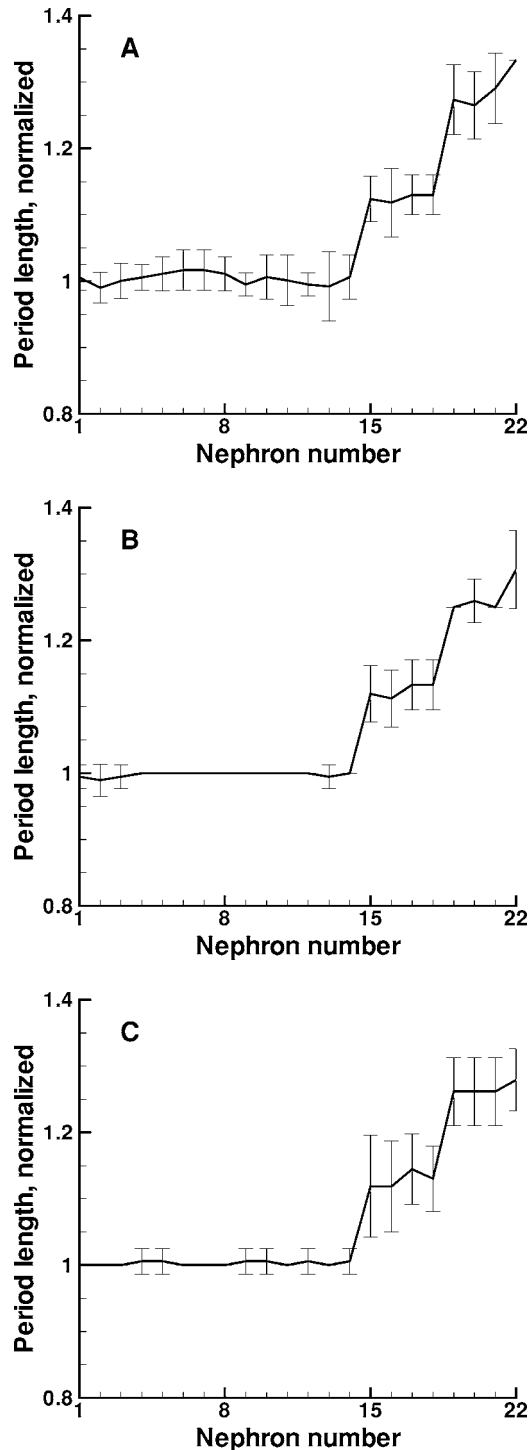 1.4
A
Period length, normalized
1.2
1
0.8
1 8 15 22
Nephron number
1.4
B
Period length, normalized
1.2
1
0.8
1 8 15 22
Nephron number
1.4
C
Period length, normalized
1.2
1
0.8
1 8 15 22
Nephron number